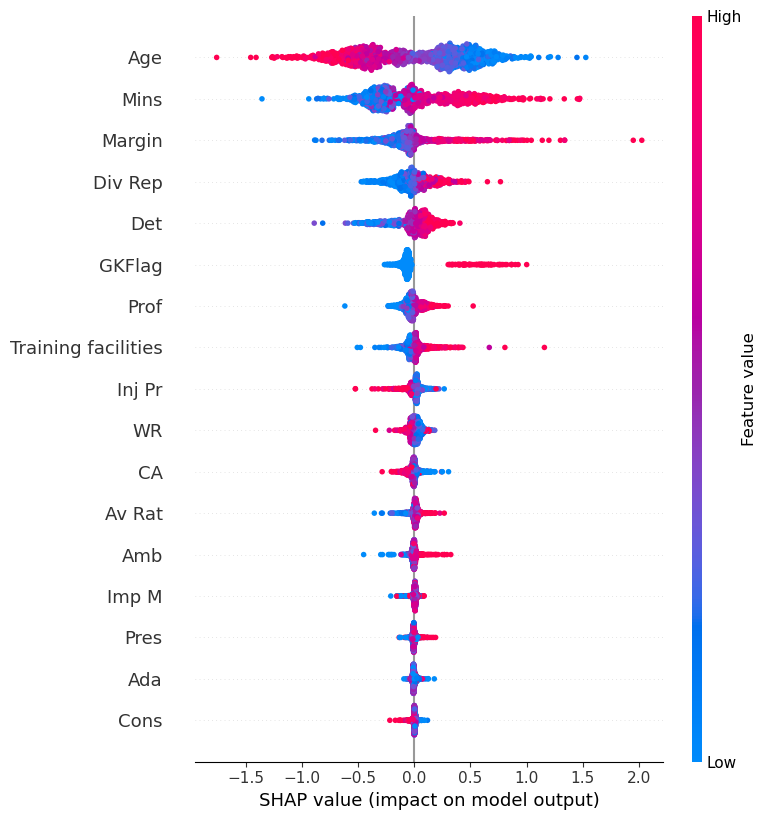 High
Age
Mins
Margin
Div Rep
Det
GKFlag
Prof
Training facilities
Inj Pr
WR
CA
Av Rat
Amb
Imp M
Pres
Ada
Cons
Feature value
Low
−1.5 −1.0 −0.5 0.0 0.5 1.0 1.5 2.0
SHAP value (impact on model output)